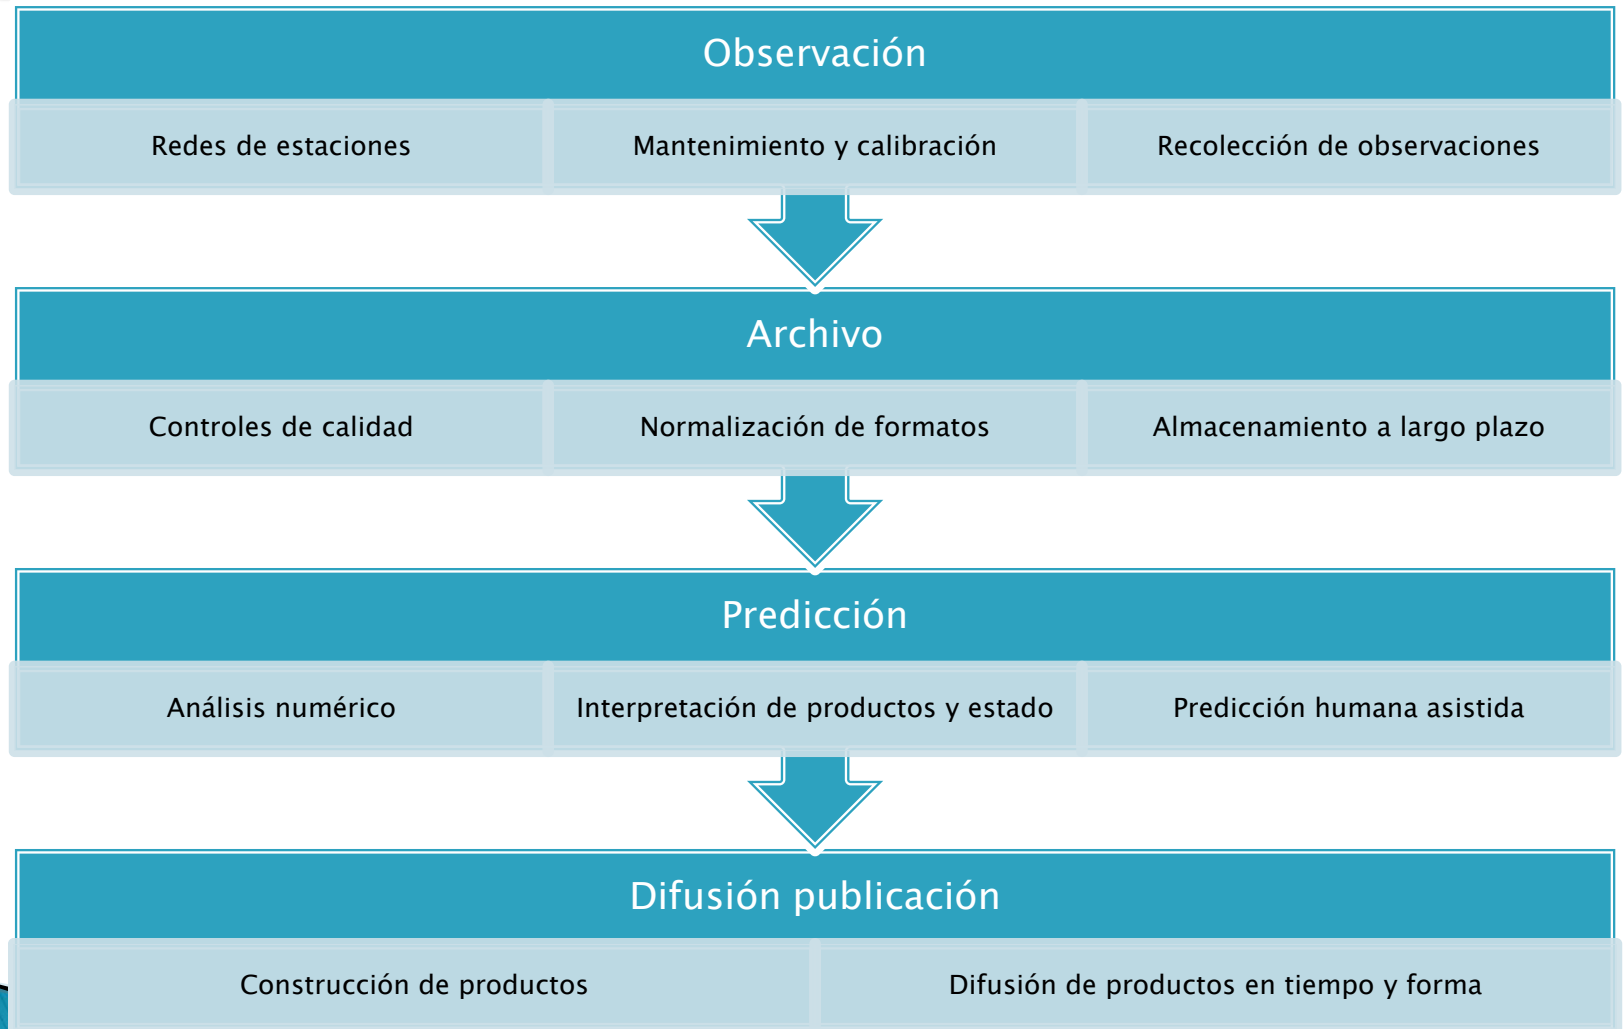 Observación
Redes de estaciones
Mantenimiento y calibración
Recolección de observaciones
Archivo
Controles de calidad
Normalización de formatos
Almacenamiento a largo plazo
Predicción
Análisis numérico
Interpretación de productos y estado
Predicción humana asistida
Difusión publicación
Construcción de productos
Difusión de productos en tiempo y forma